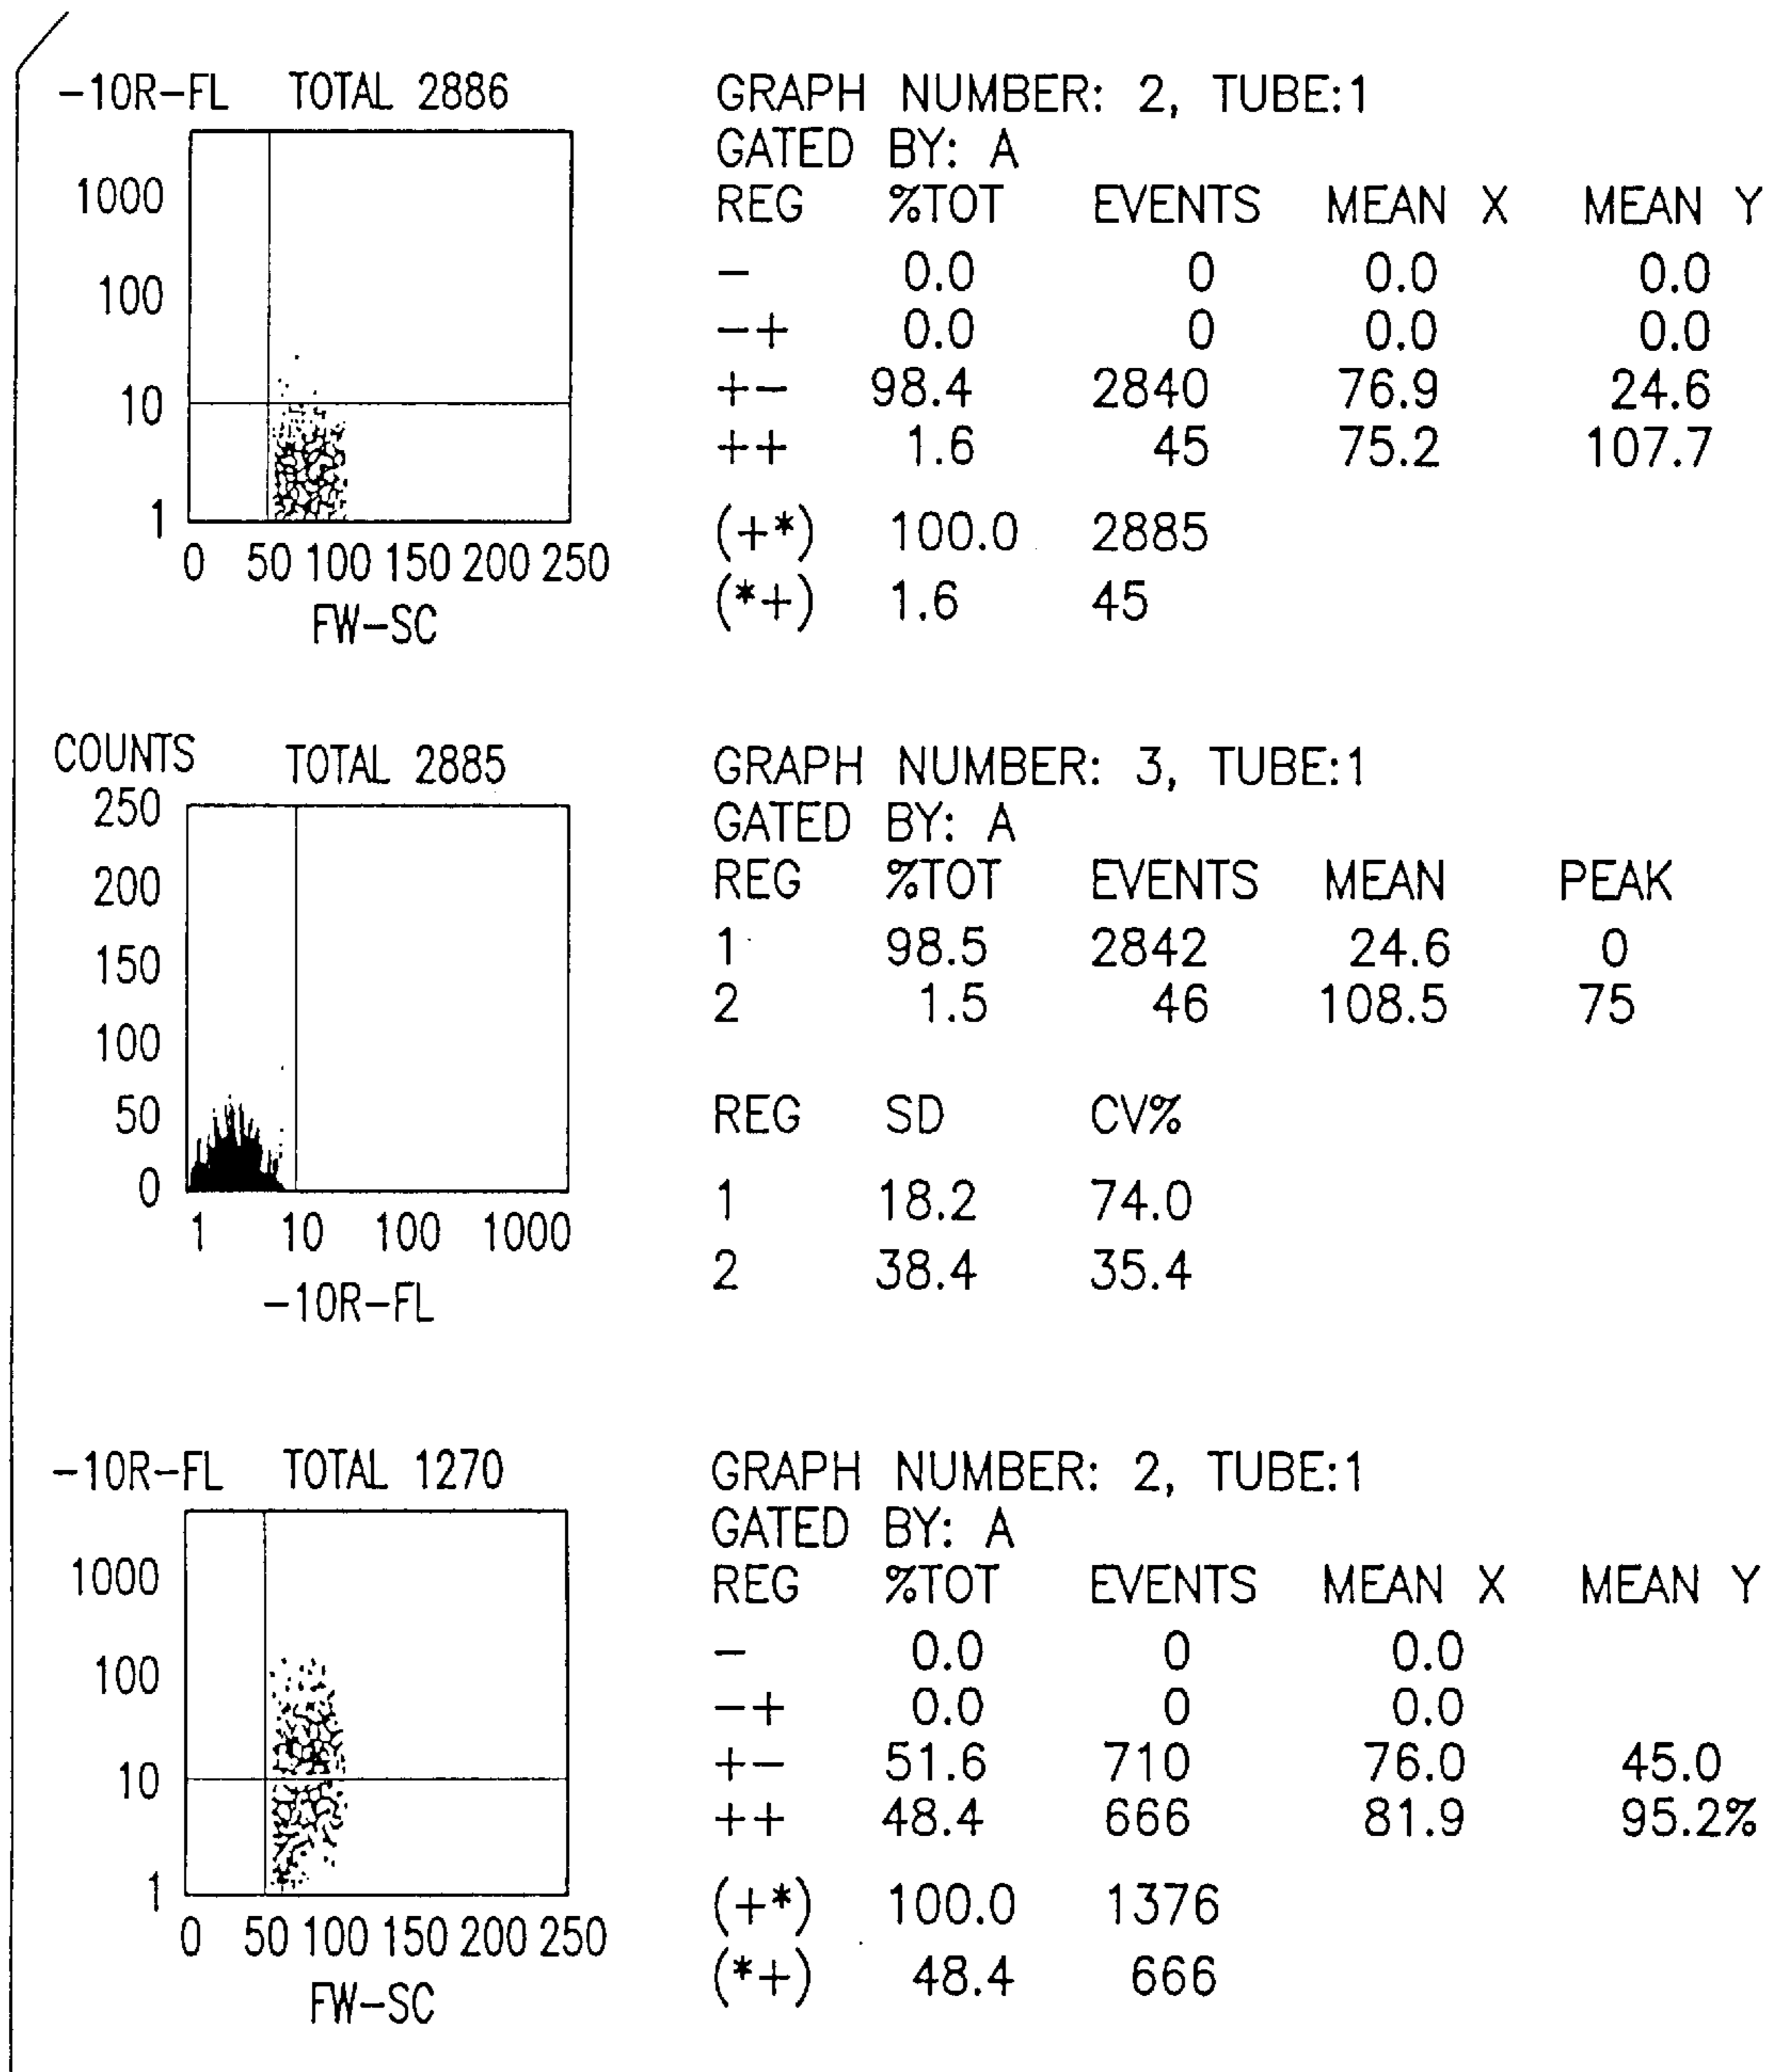 -10R-FL TOTAL 2886
1000
100
10
1
0 50 100 150 200 250
FW-SC
GRAPH NUMBER: 2, TUBE:1
GATED BY: A
REG %TOT EVENTS MEAN X MEAN Y
- 0.0 0 0.0 0.0
-+ 0.0 0 0.0 0.0
+- 98.4 2840 76.9 24.6
++ 1.6 45 75.2 107.7
(+*) 100.0 2885
(*+) 1.6 45
COUNTS TOTAL 2885
250
200
150
100
50
0
1 10 100 1000
-10R-FL
GRAPH NUMBER: 3, TUBE:1
GATED BY: A
REG %TOT EVENTS MEAN PEAK
1 98.5 2842 24.6 0
2 1.5 46 108.5 75
REG SD CV%
1 18.2 74.0
2 38.4 35.4
-10R-FL TOTAL 1270
1000
100
10
1
0 50 100 150 200 250
FW-SC
GRAPH NUMBER: 2, TUBE:1
GATED BY: A
REG %TOT EVENTS MEAN X MEAN Y
- 0.0 0 0.0
-+ 0.0 0 0.0
+- 51.6 710 76.0 45.0
++ 48.4 666 81.9 95.2%
(+*) 100.0 1376
(*+) 48.4 666